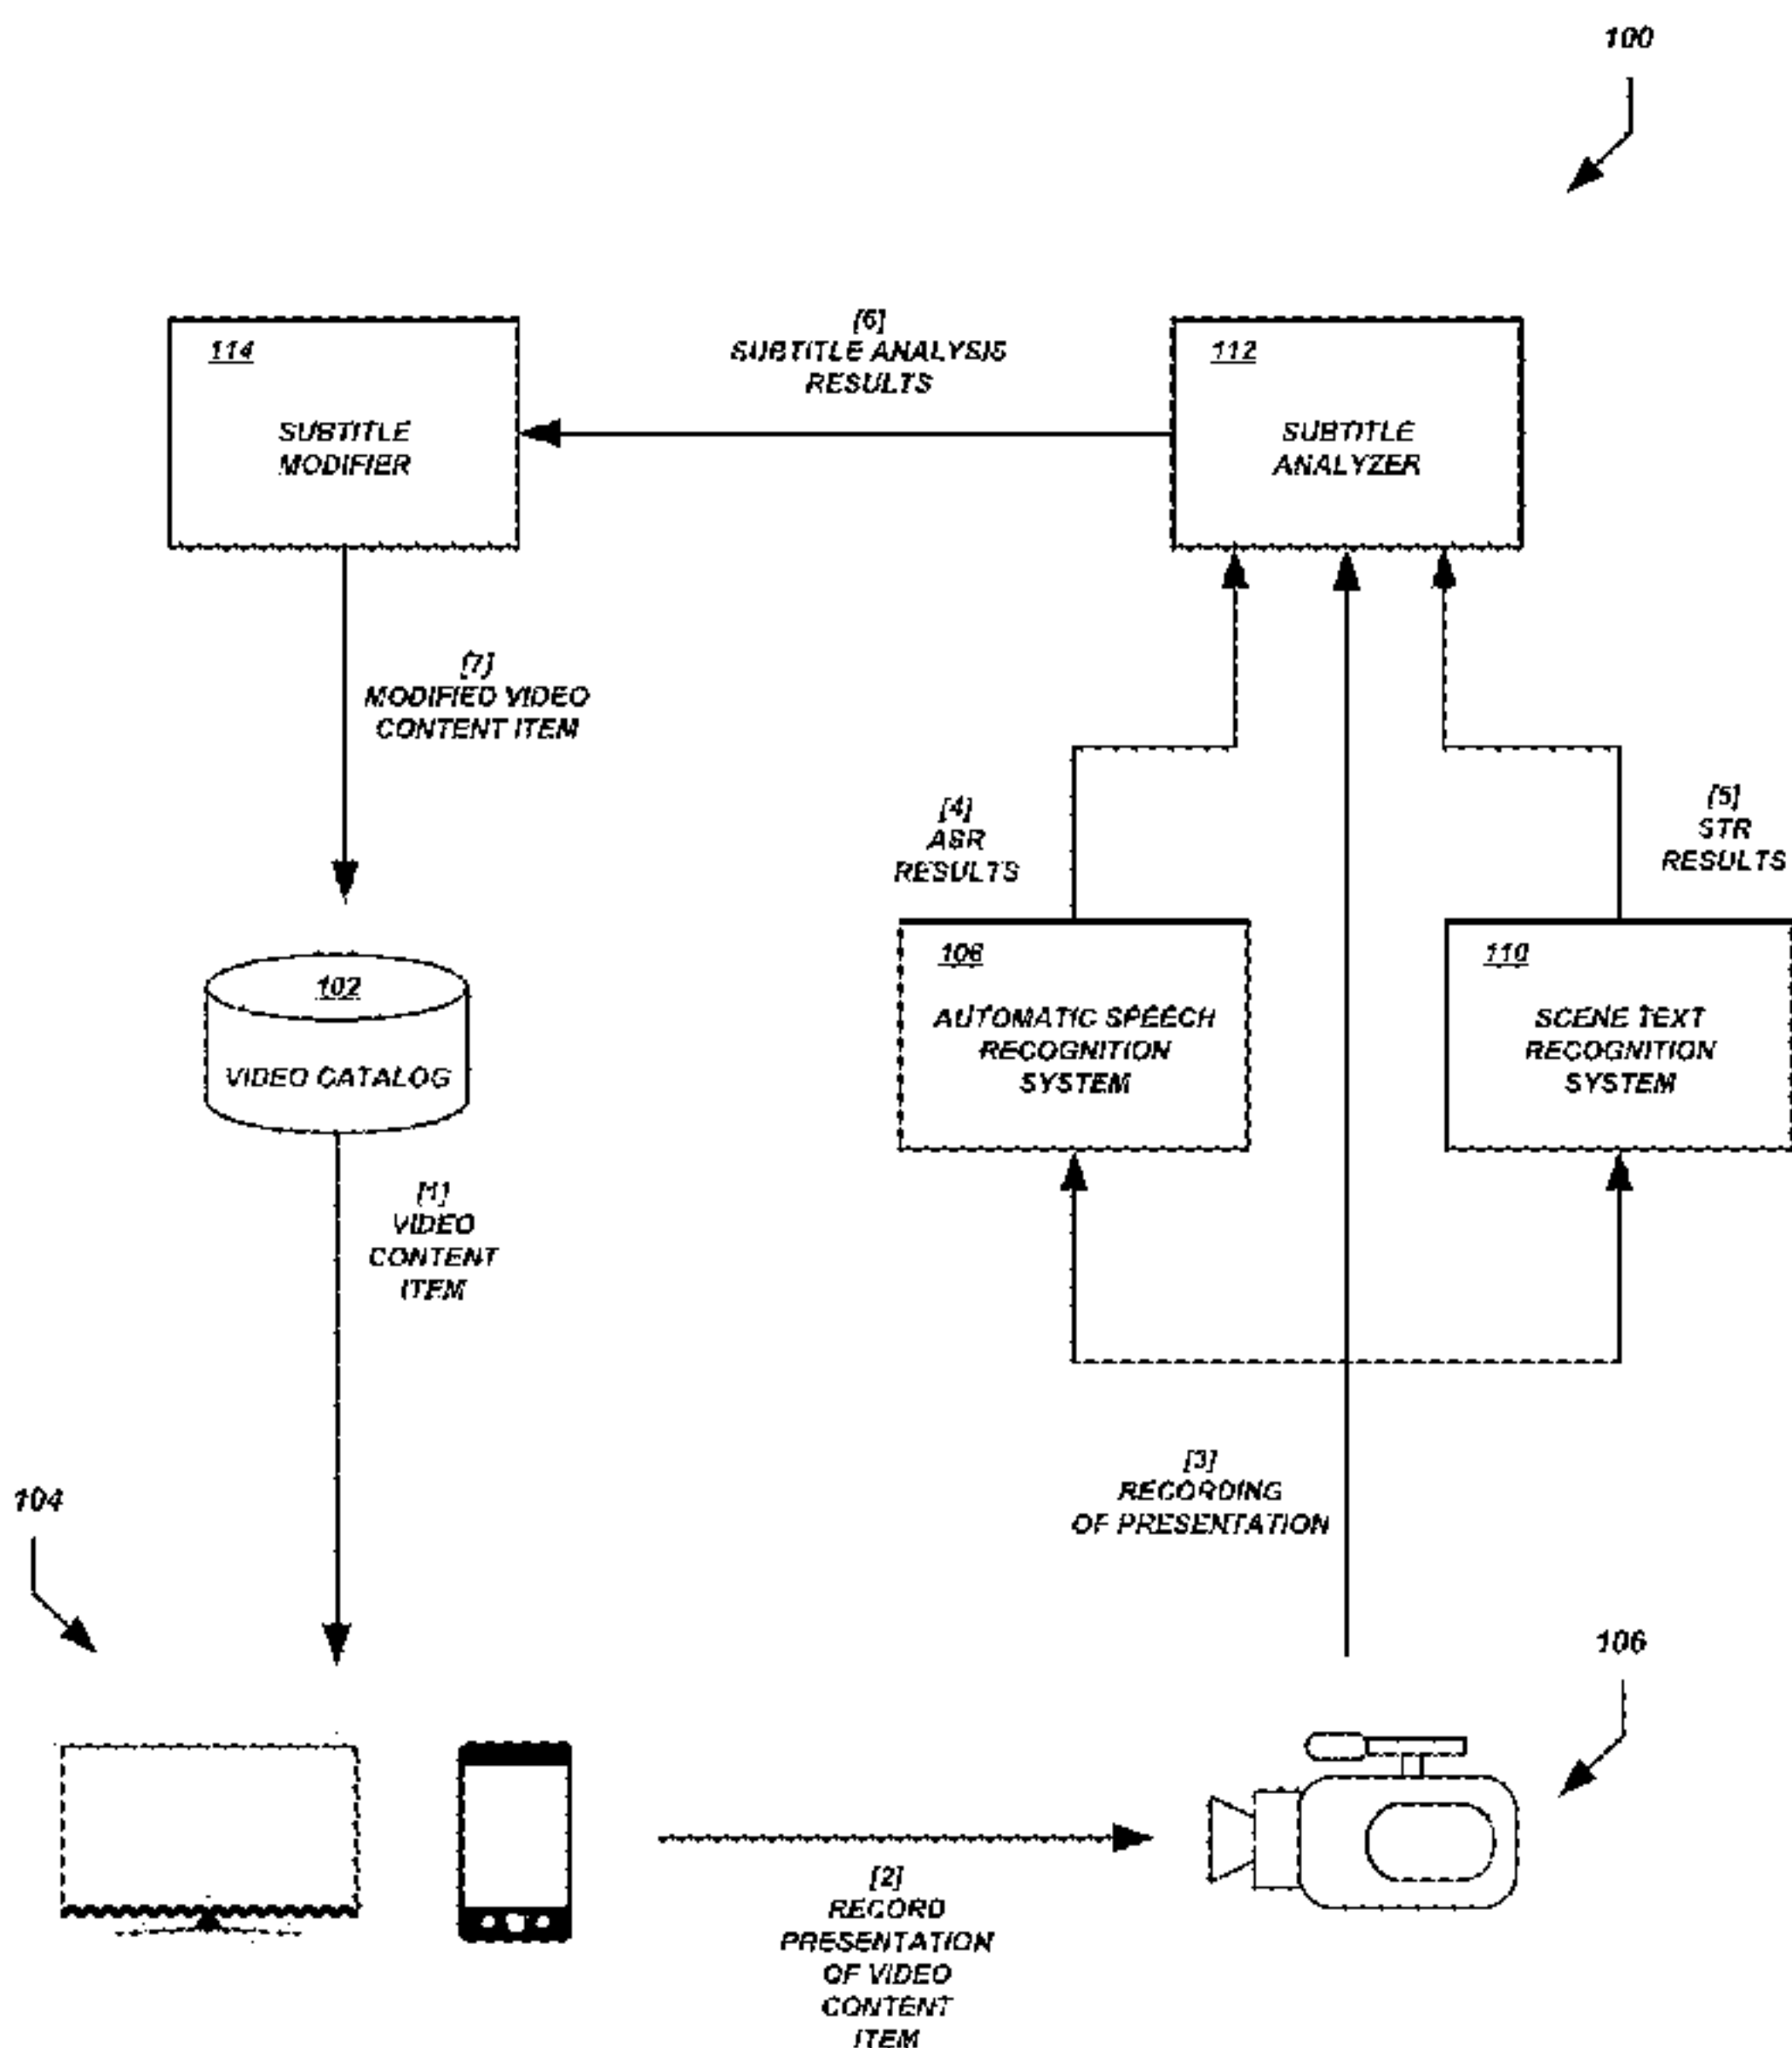 100
[6]
SUBTITLE ANALYSIS
RESULTS
114
SUBTITLE
MODIFIER
112
SUBTITLE
ANALYZER
[7]
MODIFIED VIDEO
CONTENT ITEM
[4]
ASR
RESULTS
[5]
STR
RESULTS
102
VIDEO CATALOG
106
AUTOMATIC SPEECH
RECOGNITION
SYSTEM
110
SCENE TEXT
RECOGNITION
SYSTEM
[1]
VIDEO
CONTENT
ITEM
[3]
RECORDING
OF PRESENTATION
104
106
[2]
RECORD
PRESENTATION
OF VIDEO
CONTENT
ITEM